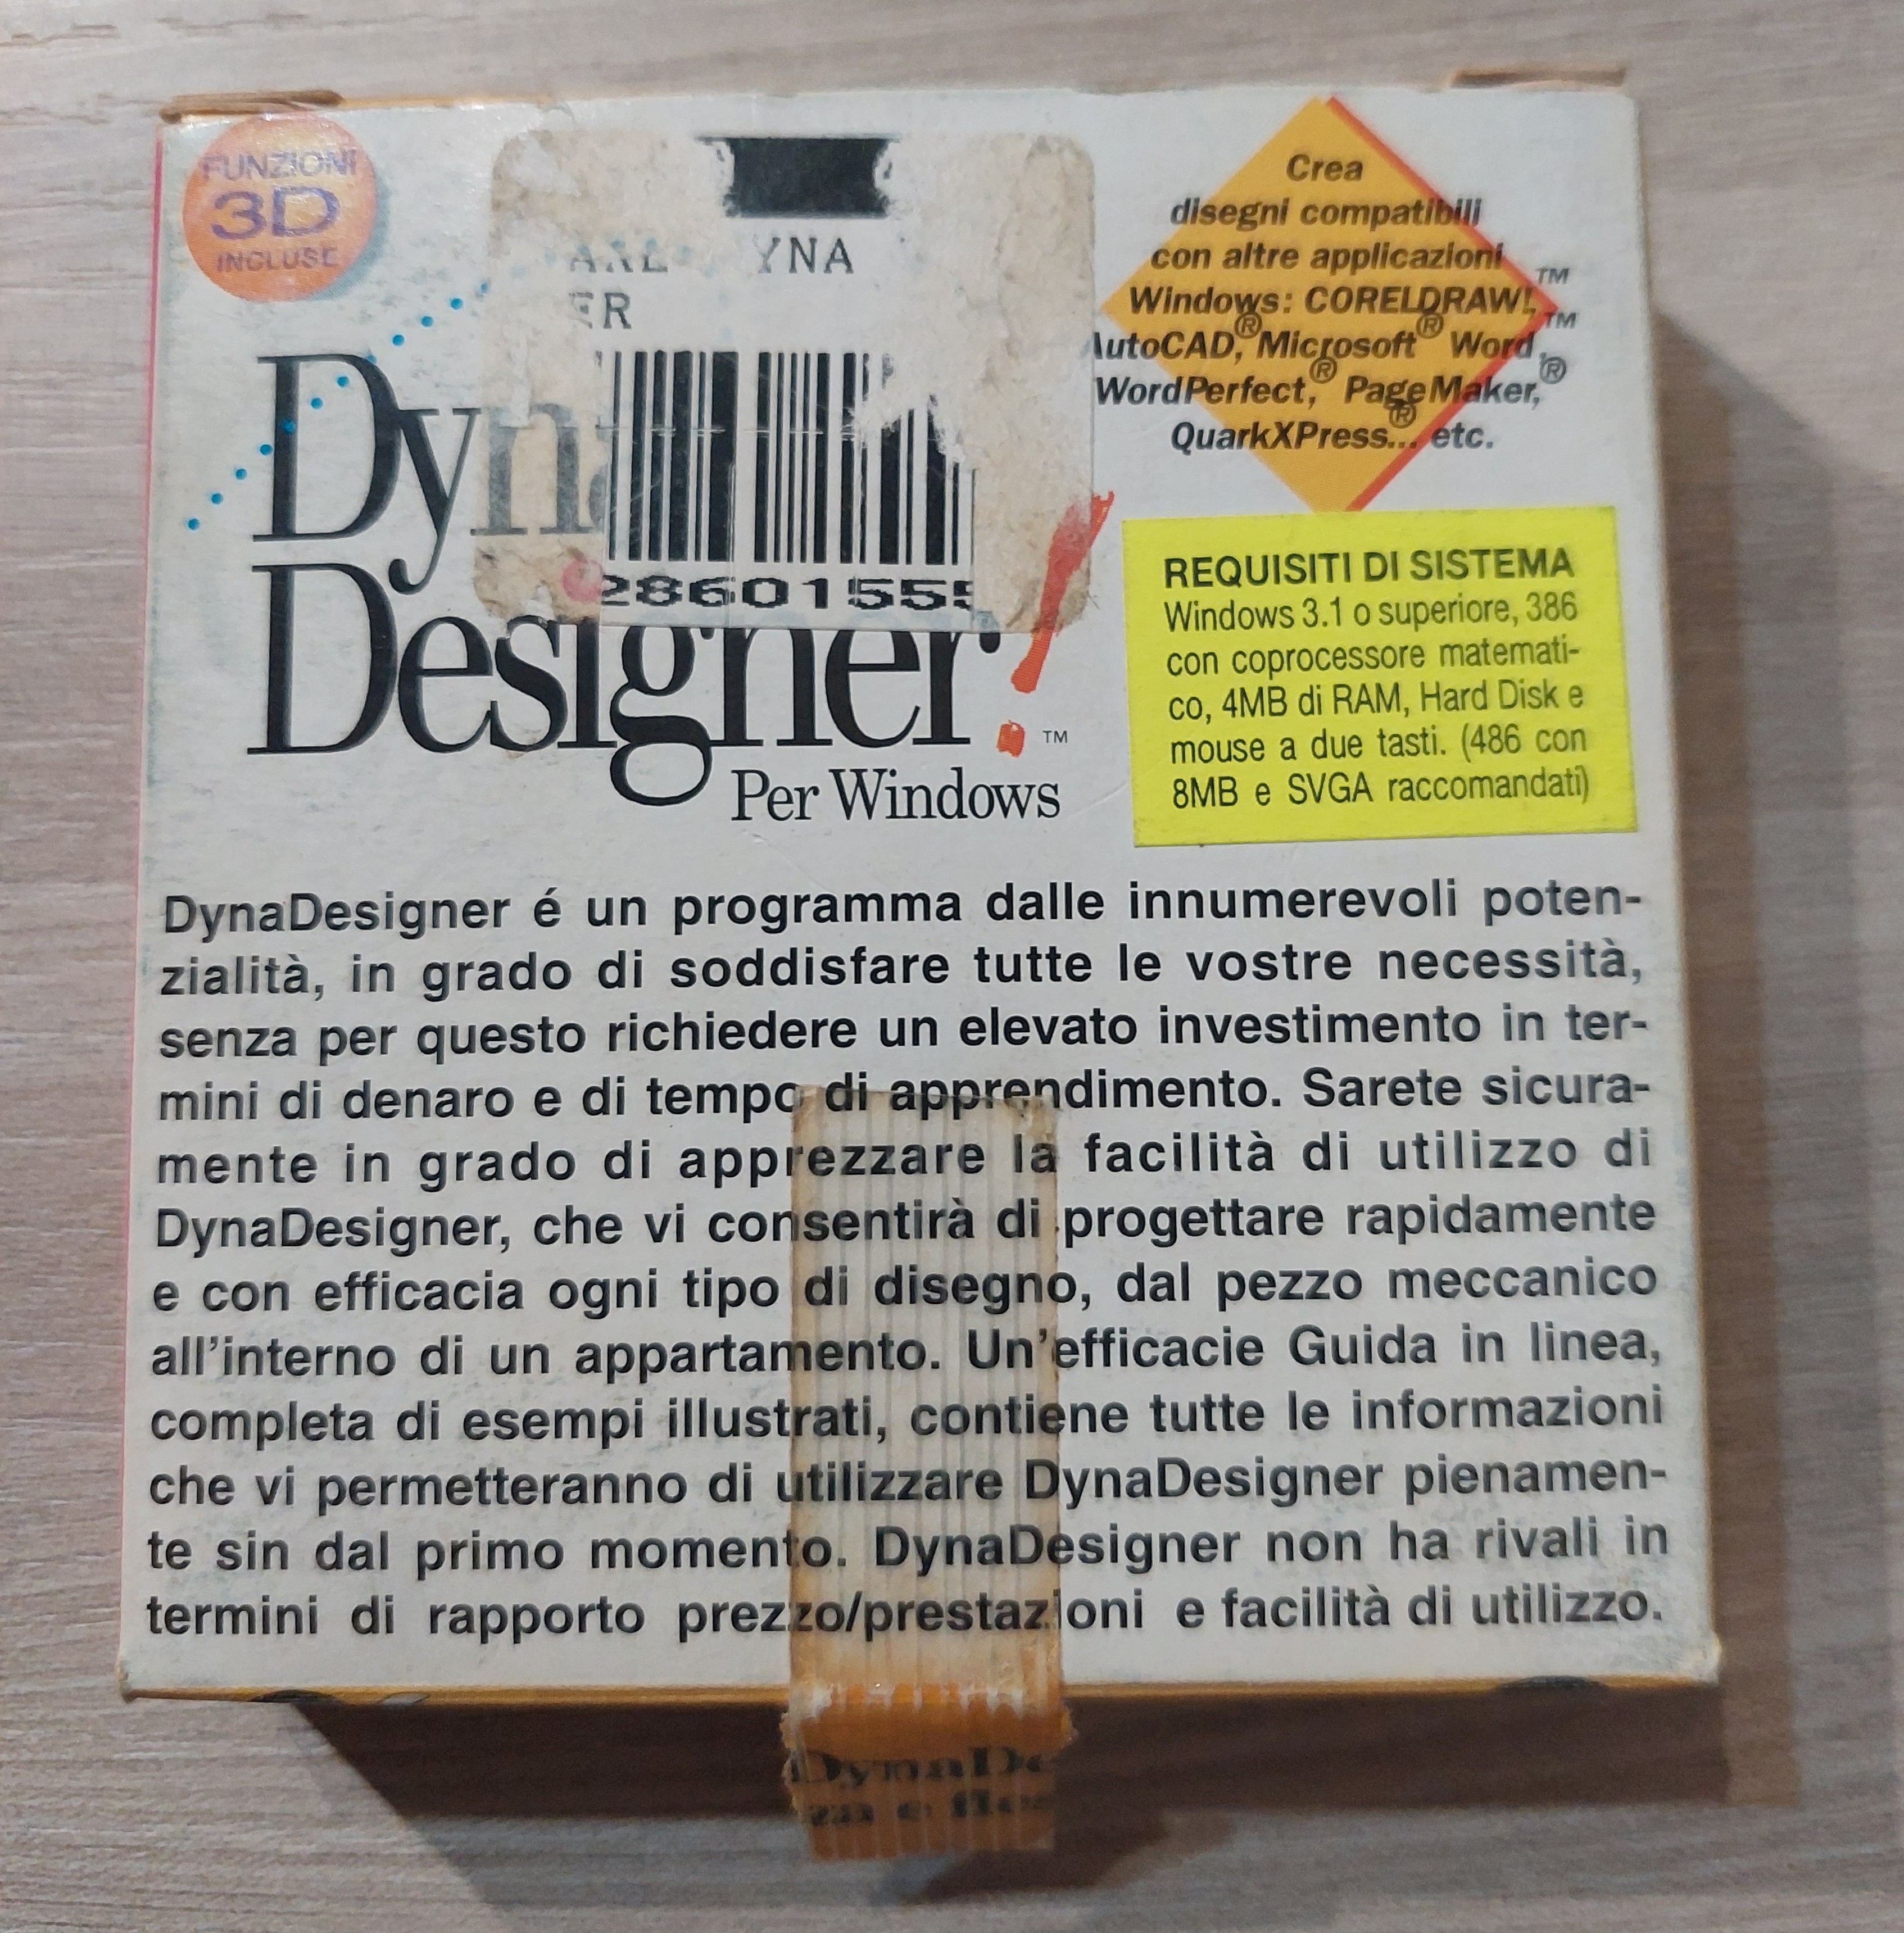 FUNZIONI
3D
INCLUSE
YNA
ER
2860155
Dyna
Designer!™
Per Windows
Crea
disegni compatibili
con altre applicazioni
Windows: CORELDRAW!,™
AutoCAD,® Microsoft® Word,™
WordPerfect,® PageMaker,®
QuarkXPress...® etc.
REQUISITI DI SISTEMA
Windows 3.1 o superiore, 386
con coprocessore matemati-
co, 4MB di RAM, Hard Disk e
mouse a due tasti. (486 con
8MB e SVGA raccomandati)
DynaDesigner é un programma dalle innumerevoli poten-
zialità, in grado di soddisfare tutte le vostre necessità,
senza per questo richiedere un elevato investimento in ter-
mini di denaro e di tempo di apprendimento. Sarete sicura-
mente in grado di apprezzare la facilità di utilizzo di
DynaDesigner, che vi consentirà di progettare rapidamente
e con efficacia ogni tipo di disegno, dal pezzo meccanico
all'interno di un appartamento. Un'efficacie Guida in linea,
completa di esempi illustrati, contiene tutte le informazioni
che vi permetteranno di utilizzare DynaDesigner pienamen-
te sin dal primo momento. DynaDesigner non ha rivali in
termini di rapporto prezzo/prestazioni e facilità di utilizzo.
DynaDe
za e fle